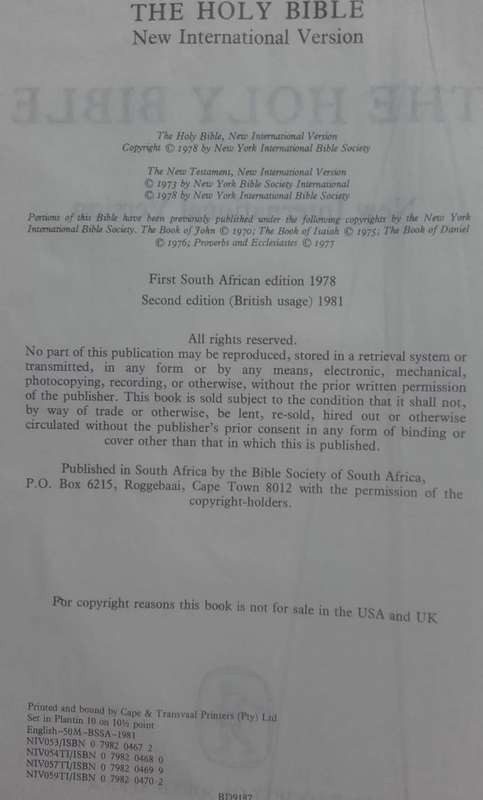 THE HOLY BIBLE
New International Version
THE HOLY BIBLE
The Holy Bible, New International Version
Copyright © 1978 by New York International Bible Society
The New Testament, New International Version
© 1973 by New York Bible Society International
© 1978 by New York International Bible Society
Portions of this Bible have been previously published under the following copyrights by the New York
International Bible Society. The Book of John © 1970; The Book of Isaiah © 1975; The Book of Daniel
© 1976; Proverbs and Ecclesiastes © 1977
First South African edition 1978
Second edition (British usage) 1981
All rights reserved.
No part of this publication may be reproduced, stored in a retrieval system or
transmitted, in any form or by any means, electronic, mechanical,
photocopying, recording, or otherwise, without the prior written permission
of the publisher. This book is sold subject to the condition that it shall not,
by way of trade or otherwise, be lent, re-sold, hired out or otherwise
circulated without the publisher's prior consent in any form of binding or
cover other than that in which this is published.
Published in South Africa by the Bible Society of South Africa,
P.O. Box 6215, Roggebaai, Cape Town 8012 with the permission of the
copyright-holders.
For copyright reasons this book is not for sale in the USA and UK
Printed and bound by Cape & Transvaal Printers (Pty) Ltd
Set in Plantin 10 on 10½ point
English-50M-BSSA-1981
NIV053/ISBN 0 7982 0467 2
NIV054TI/ISBN 0 7982 0468 0
NIV057TI/ISBN 0 7982 0469 9
NIV059TI/ISBN 0 7982 0470 2
BD9187